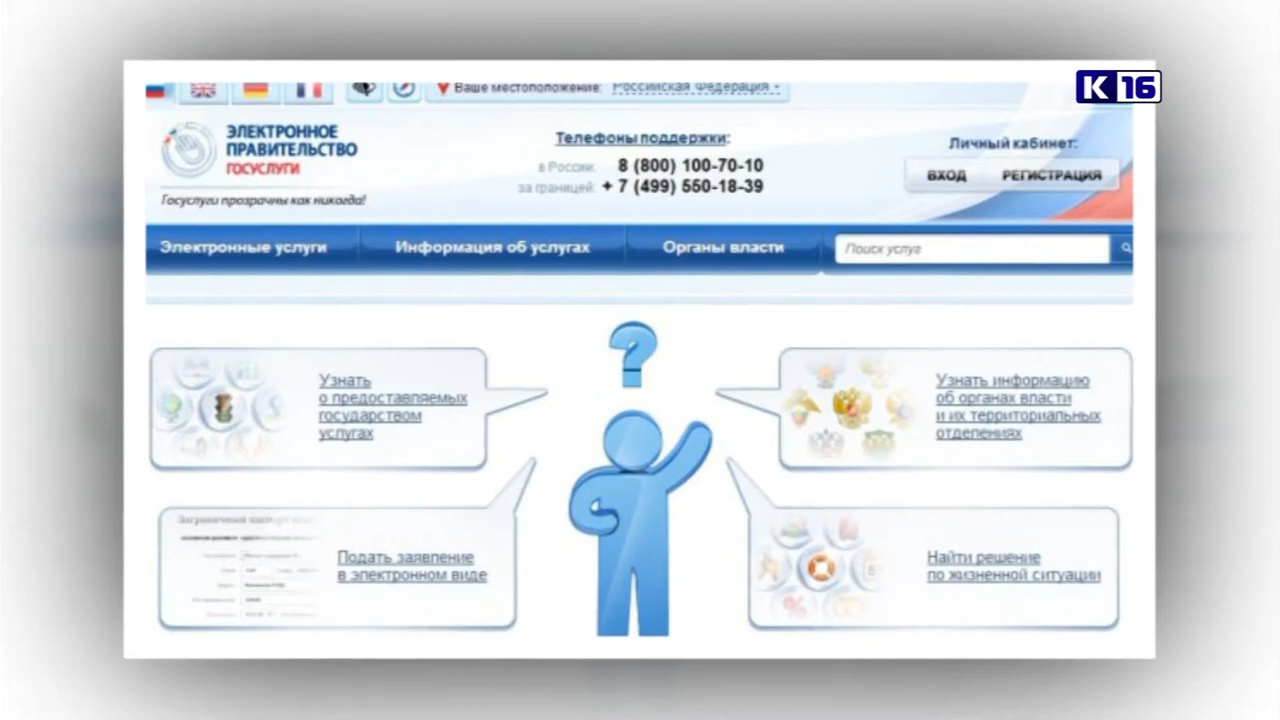 К 16
Ваше местоположение: Российская Федерация
ЭЛЕКТРОННОЕ
ПРАВИТЕЛЬСТВО
ГОСУСЛУГИ
Госуслуги прозрачны как никогда!
Телефоны поддержки:
в России: 8 (800) 100-70-10
за границей: + 7 (499) 550-18-39
Личный кабинет:
ВХОД РЕГИСТРАЦИЯ
Электронные услуги Информация об услугах Органы власти Поиск услуг
?
Узнать
о предоставляемых
государством
услугах
Узнать информацию
об органах власти
и их территориальных
отделениях
Подать заявление
в электронном виде
Найти решение
по жизненной ситуации
%